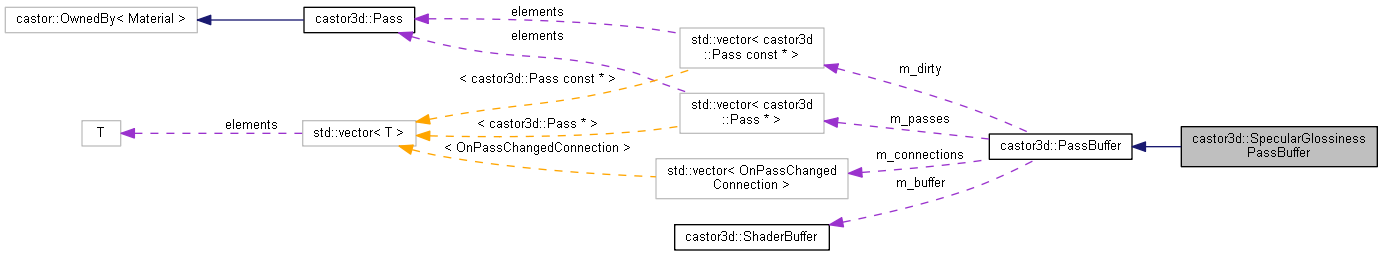 castor::OwnedBy< Material >
castor3d::Pass
elements
elements
std::vector< castor3d
::Pass const * >
< castor3d::Pass const * >
m_dirty
T
elements
std::vector< T >
< castor3d::Pass * >
std::vector< castor3d
::Pass * >
m_passes
< OnPassChangedConnection >
std::vector< OnPassChanged
Connection >
m_connections
m_buffer
castor3d::PassBuffer
castor3d::SpecularGlossiness
PassBuffer
castor3d::ShaderBuffer